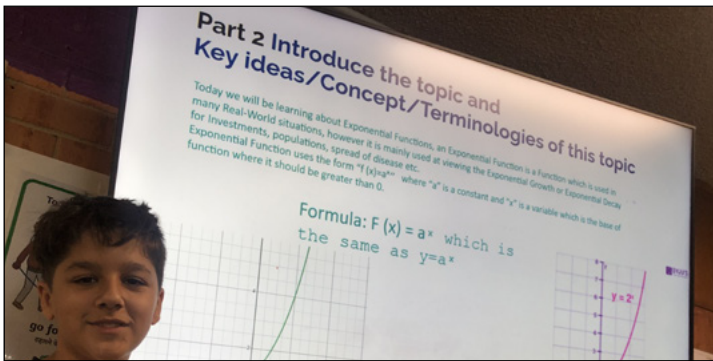 Part 2 Introduce the topic and
Key ideas/Concept/Terminologies of this topic
Today we will be learning about Exponential Functions, an Exponential Function is a Function which is used in
many Real-World situations, however it is mainly used at viewing the Exponential Growth or Exponential Decay
for Investments, populations, spread of disease etc.
Exponential Function uses the form "f (x)=aˣ" where "a" is a constant and "x" is a variable which is the base of
function where it should be greater than 0.
Formula: F (x) = aˣ which is
the same as y=aˣ
y = 2ˣ
go fo